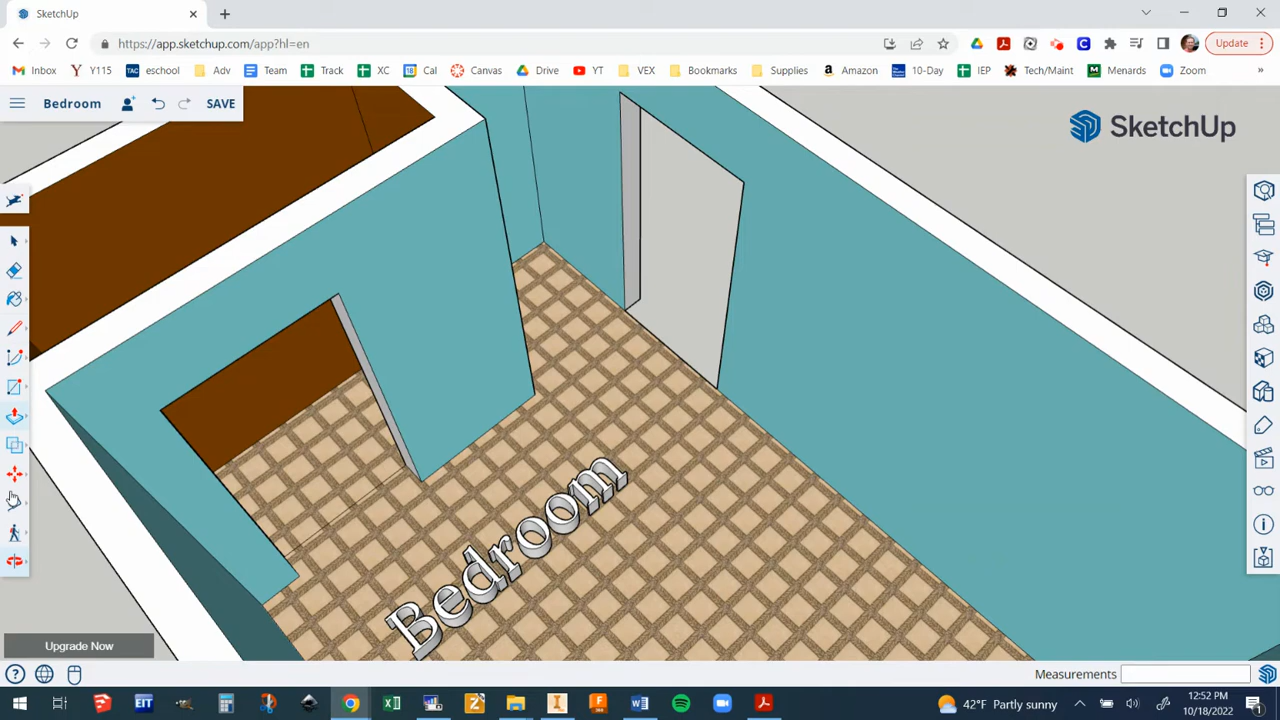 SketchUp
https://app.sketchup.com/app?hl=en
Update
Inbox
Y115
eschool
Adv
Team
Track
XC
Cal
Canvas
Drive
YT
VEX
Bookmarks
Supplies
Amazon
10-Day
IEP
Tech/Maint
Menards
Zoom
Bedroom
SAVE
SketchUp
Bedroom
Upgrade Now
Measurements
EIT
42°F Partly sunny
12:52 PM
10/18/2022